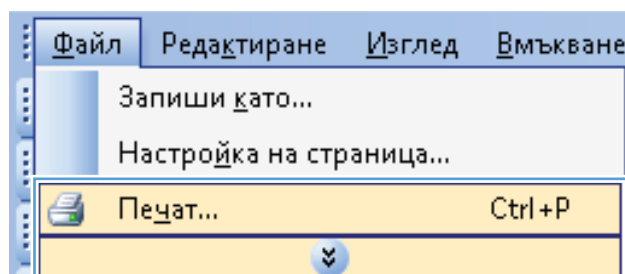 Файл Редактиране Изглед Вмъкване
Запиши като...
Настройка на страница...
Печат... Ctrl+P